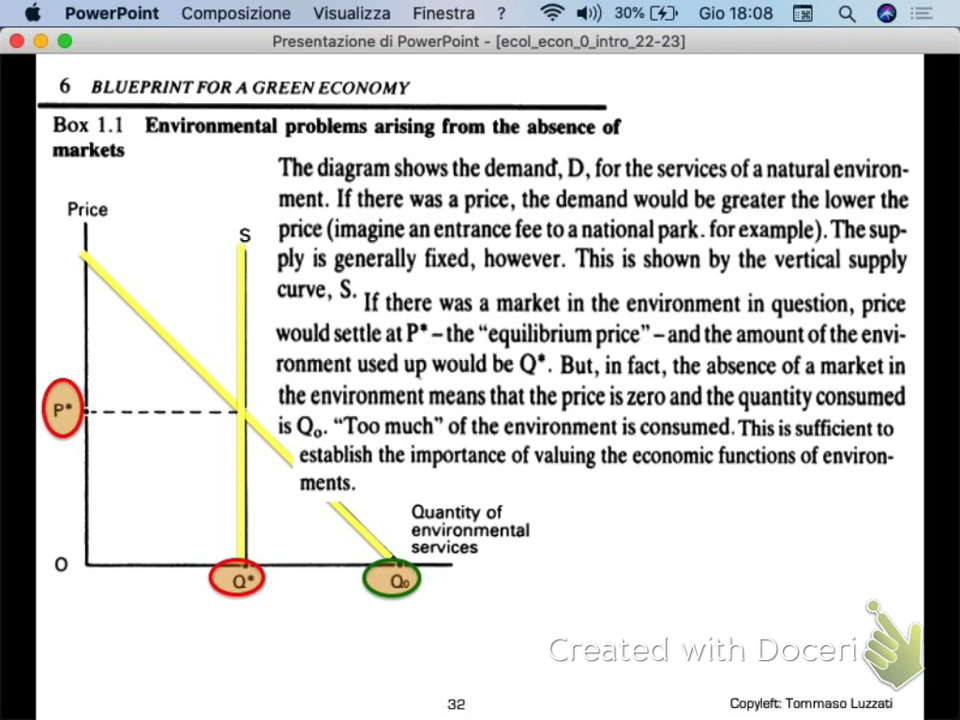 PowerPoint Composizione Visualizza Finestra ? 30% Gio 18:08
Presentazione di PowerPoint - [ecol_econ_0_intro_22-23]
6 BLUEPRINT FOR A GREEN ECONOMY
Box 1.1 Environmental problems arising from the absence of
markets
The diagram shows the demand, D, for the services of a natural environ-
ment. If there was a price, the demand would be greater the lower the
price (imagine an entrance fee to a national park. for example). The sup-
ply is generally fixed, however. This is shown by the vertical supply
curve, S.
If there was a market in the environment in question, price
would settle at P* – the "equilibrium price" – and the amount of the envi-
ronment used up would be Q*. But, in fact, the absence of a market in
the environment means that the price is zero and the quantity consumed
is Q₀. "Too much" of the environment is consumed. This is sufficient to
establish the importance of valuing the economic functions of environ-
ments.
Price
S
P*
Quantity of
environmental
services
O
Q*
Q₀
Created with Doceri
32
Copyleft: Tommaso Luzzati